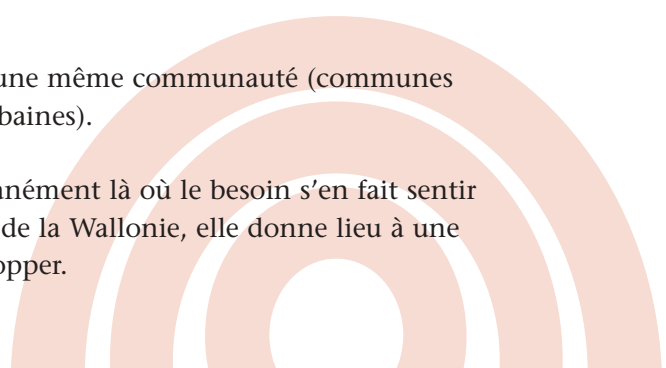 une même communauté (communes
baines).
anément là où le besoin s'en fait sentir
de la Wallonie, elle donne lieu à une
opper.